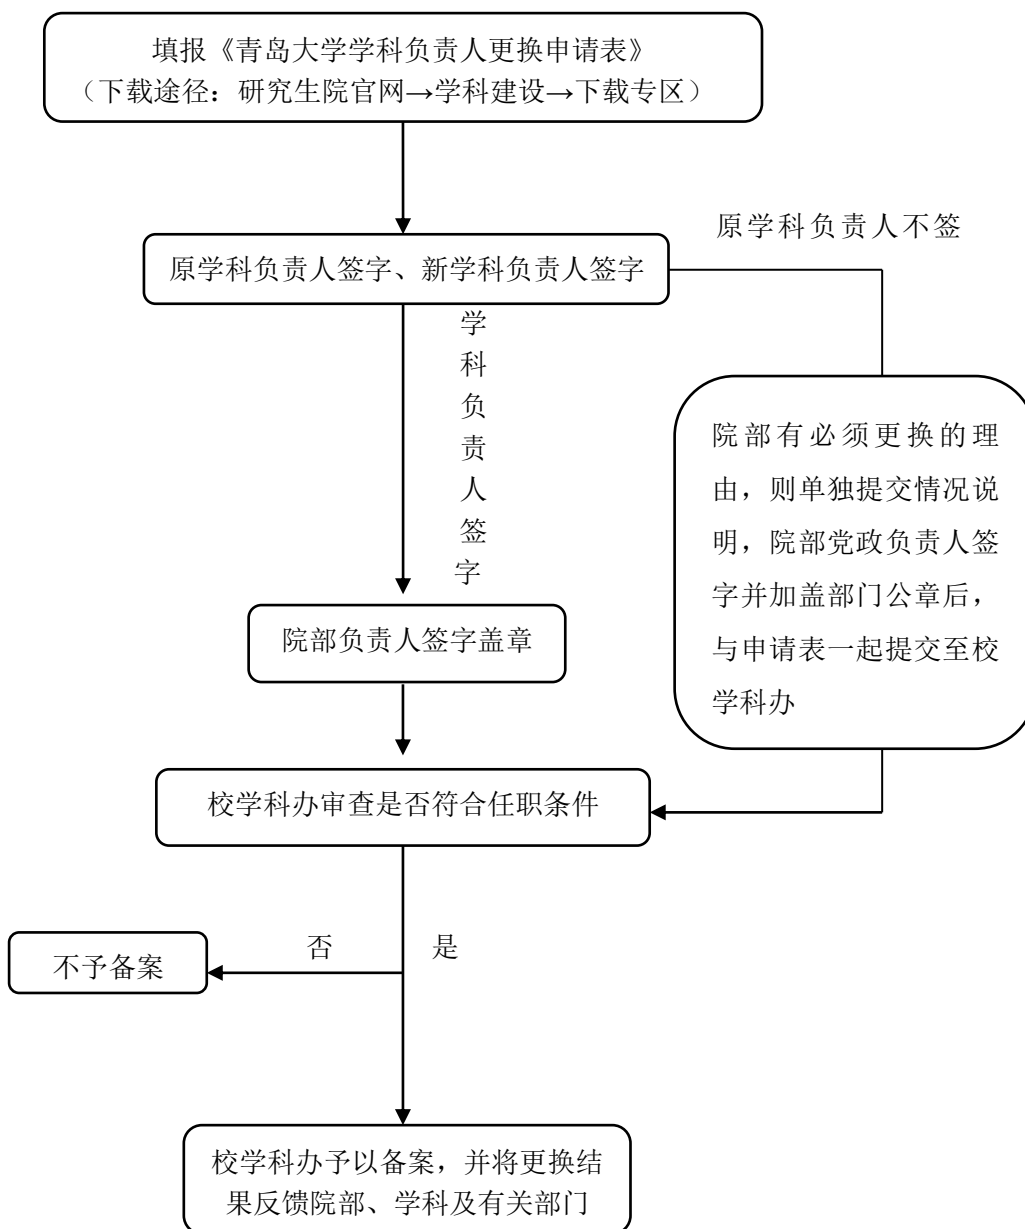 填报《青岛大学学科负责人更换申请表》
（下载途径：研究生院官网→学科建设→下载专区）
原学科负责人不签
原学科负责人签字、新学科负责人签字
学科负责人签字
院部有必须更换的理
由，则单独提交情况说
明，院部党政负责人签
字并加盖部门公章后，
与申请表一起提交至校
学科办
院部负责人签字盖章
校学科办审查是否符合任职条件
否
是
不予备案
校学科办予以备案，并将更换结
果反馈院部、学科及有关部门